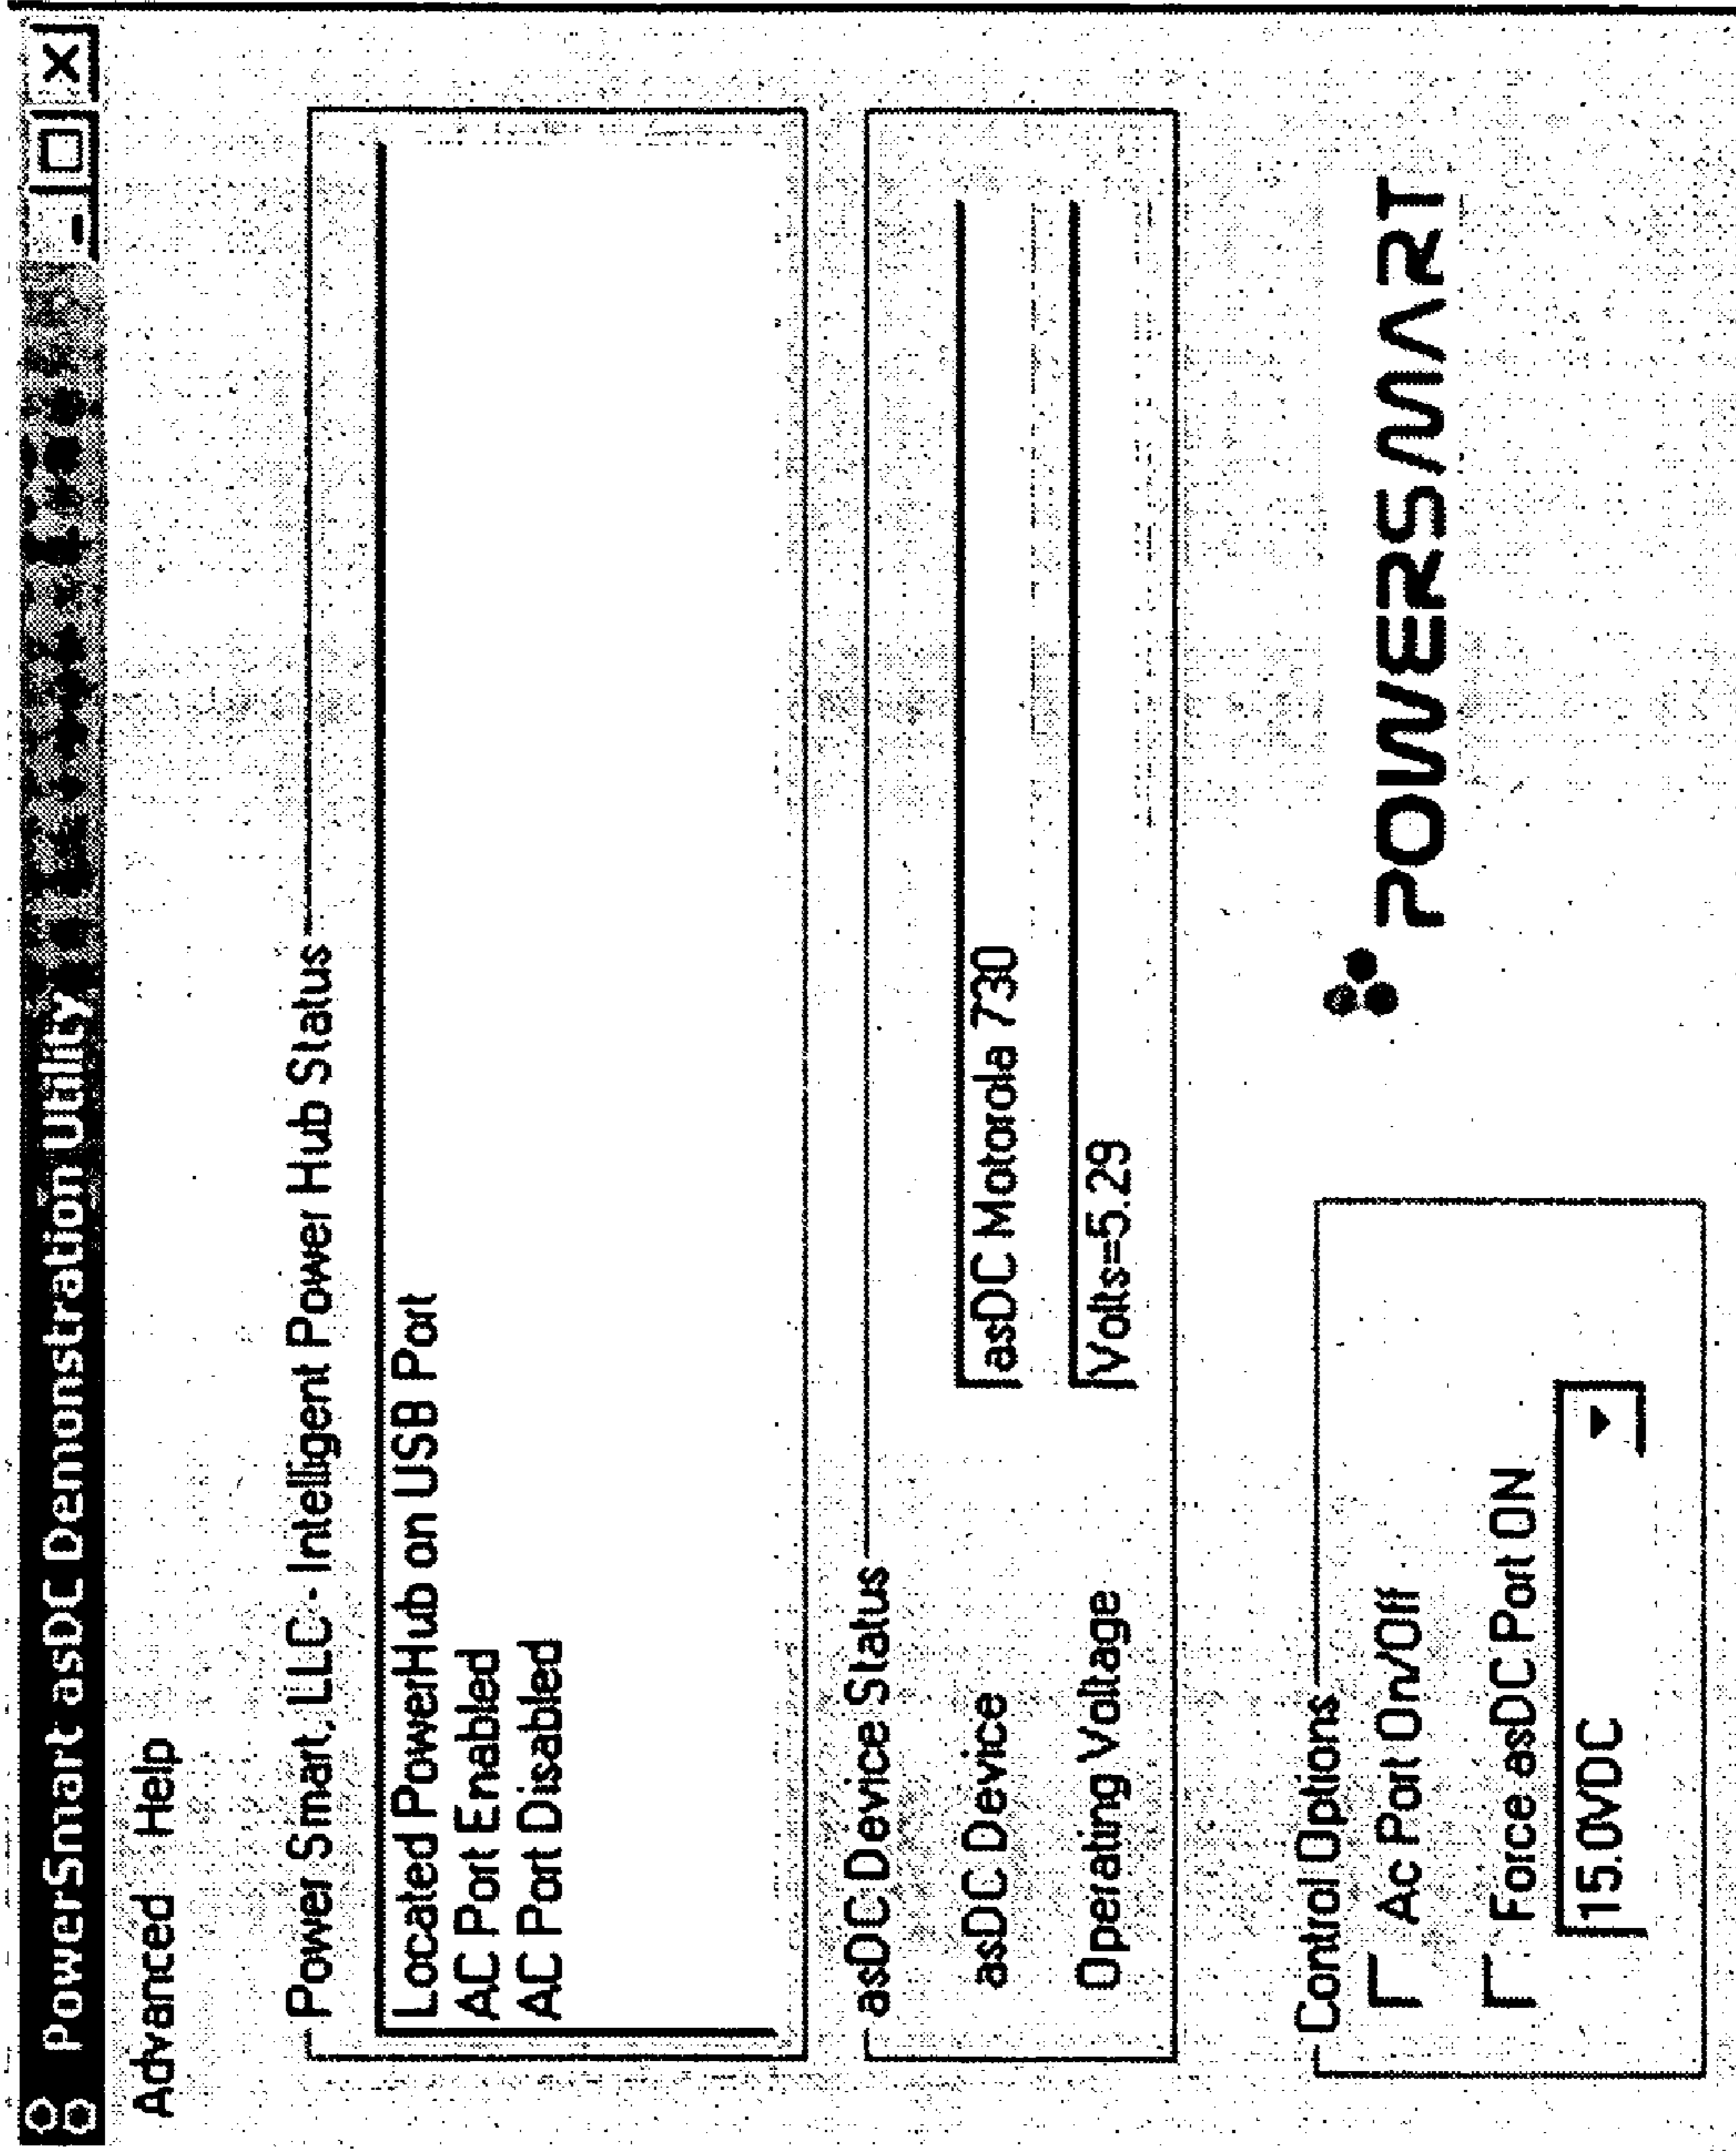 PowerSmart asDC Demonstration Utility
Advanced Help
Power Smart, LLC - Intelligent Power Hub Status
Located PowerHub on USB Port
AC Port Enabled
AC Port Disabled
asDC Device Status
asDC Device
asDC Motorola 730
Operating Voltage
Volts=5.29
Control Options
Ac Port On/Off
Force asDC Port ON
15.0VDC
POWERSMART